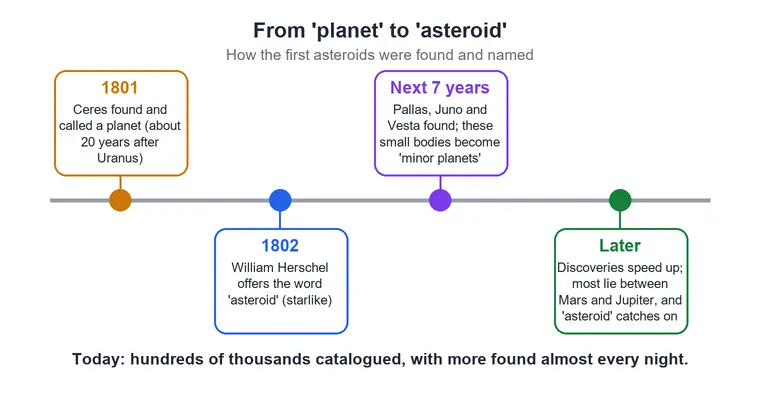 From 'planet' to 'asteroid'
How the first asteroids were found and named
1801
Ceres found and
called a planet (about
20 years after
Uranus)
1802
William Herschel
offers the word
'asteroid' (starlike)
Next 7 years
Pallas, Juno and
Vesta found; these
small bodies become
'minor planets'
Later
Discoveries speed up;
most lie between
Mars and Jupiter, and
'asteroid' catches on
Today: hundreds of thousands catalogued, with more found almost every night.